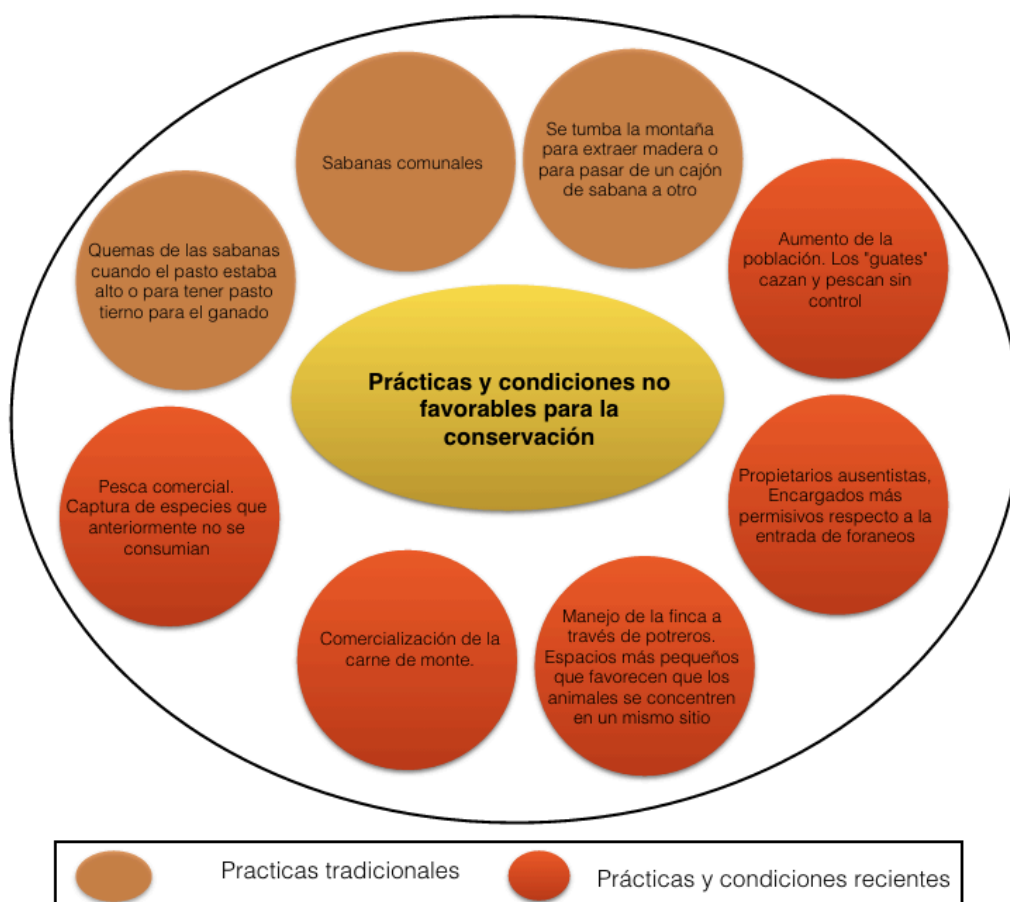 Sabanas comunales
Se tumba la montaña
para extraer madera o
para pasar de un cajón
de sabana a otro
Quemas de las sabanas
cuando el pasto estaba
alto o para tener pasto
tierno para el ganado
Aumento de la
población. Los "guates"
cazan y pescan sin
control
Prácticas y condiciones no
favorables para la
conservación
Pesca comercial.
Captura de especies que
anteriormente no se
consumian
Propietarios ausentistas,
Encargados más
permisivos respecto a la
entrada de foraneos
Comercialización de la
carne de monte.
Manejo de la finca a
través de potreros.
Espacios más pequeños
que favorecen que los
animales se concentren
en un mismo sitio
Practicas tradicionales
Prácticas y condiciones recientes